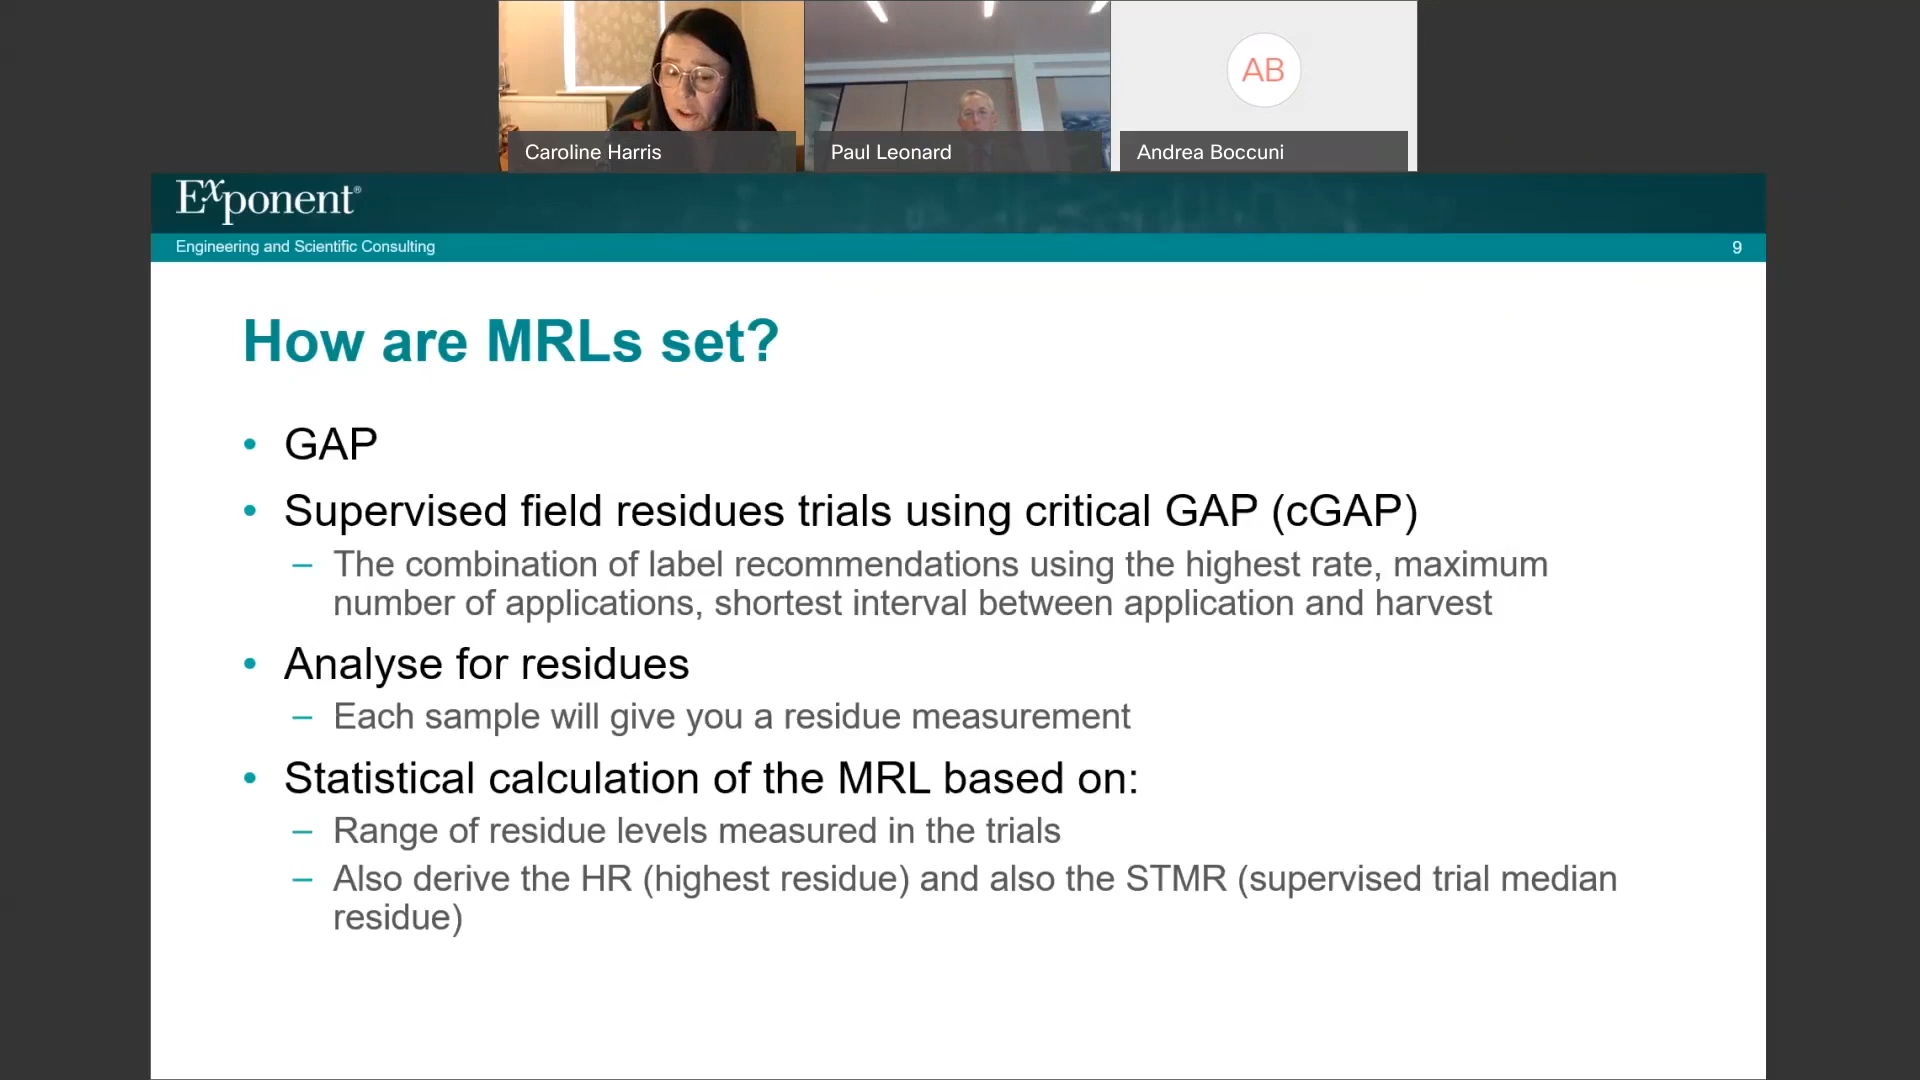 Caroline Harris
Paul Leonard
AB
Andrea Boccuni
Exponent®
Engineering and Scientific Consulting
9
How are MRLs set?
• GAP
• Supervised field residues trials using critical GAP (cGAP)
– The combination of label recommendations using the highest rate, maximum
number of applications, shortest interval between application and harvest
• Analyse for residues
– Each sample will give you a residue measurement
• Statistical calculation of the MRL based on:
– Range of residue levels measured in the trials
– Also derive the HR (highest residue) and also the STMR (supervised trial median
residue)